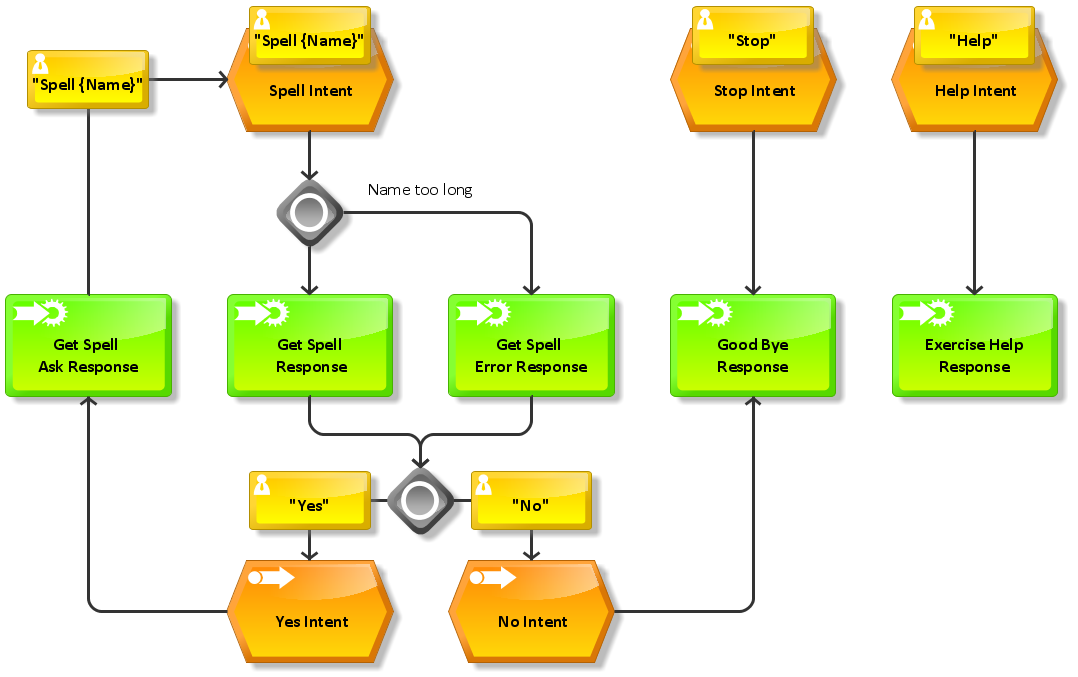 "Spell {Name}"
"Spell {Name}"
Spell Intent
"Stop"
Stop Intent
"Help"
Help Intent
Name too long
Get Spell
Ask Response
Get Spell
Response
Get Spell
Error Response
Good Bye
Response
Exercise Help
Response
"Yes"
"No"
Yes Intent
No Intent